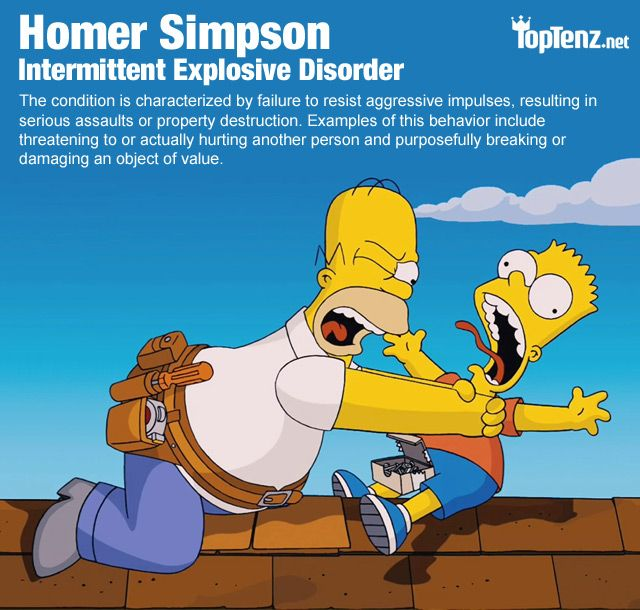 Homer Simpson
TopTenz.net
Intermittent Explosive Disorder
The condition is characterized by failure to resist aggressive impulses, resulting in
serious assaults or property destruction. Examples of this behavior include
threatening to or actually hurting another person and purposefully breaking or
damaging an object of value.